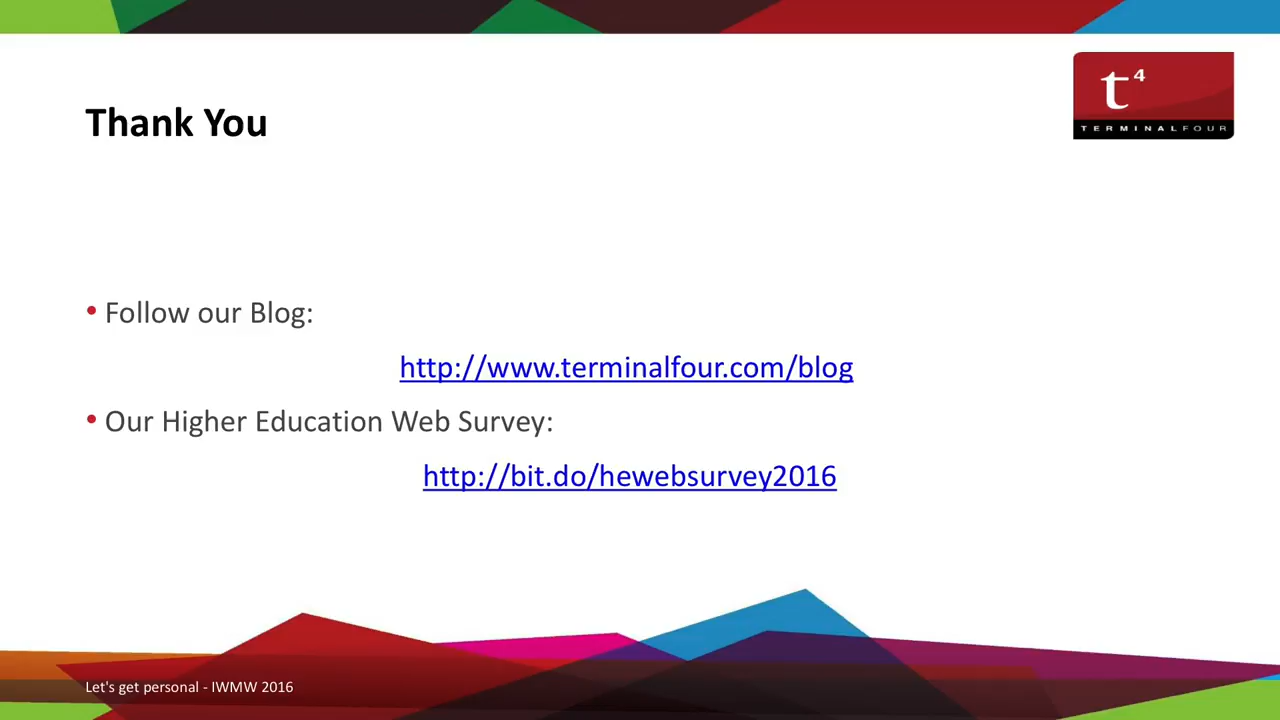 Thank You
t4
TERMINALFOUR
• Follow our Blog:
http://www.terminalfour.com/blog
• Our Higher Education Web Survey:
http://bit.do/hewebsurvey2016
Let's get personal - IWMW 2016